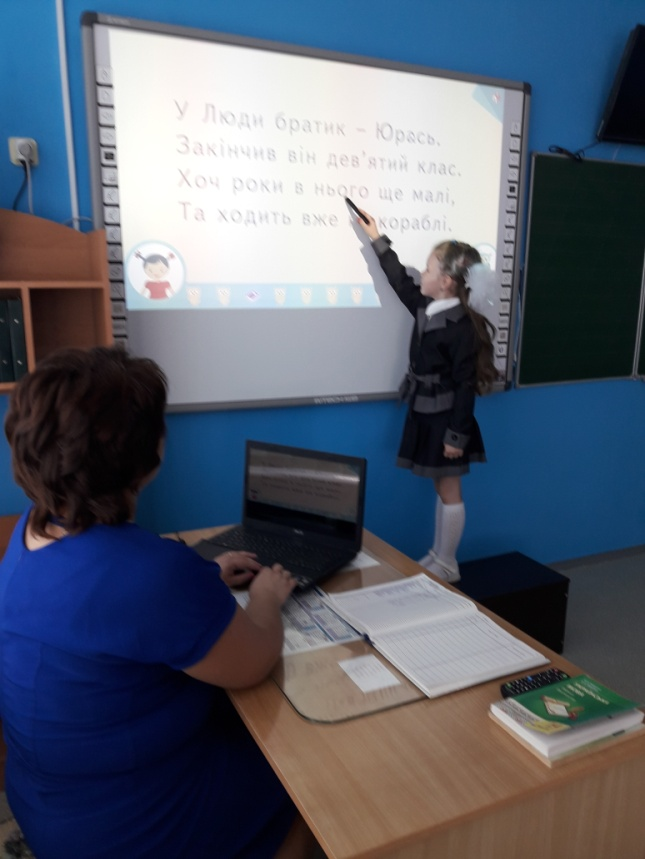 У Люди братик – Юрась.
Закінчив він дев'ятий клас.
Хоч роки в нього ще малі,
Та ходить вже кораблі.